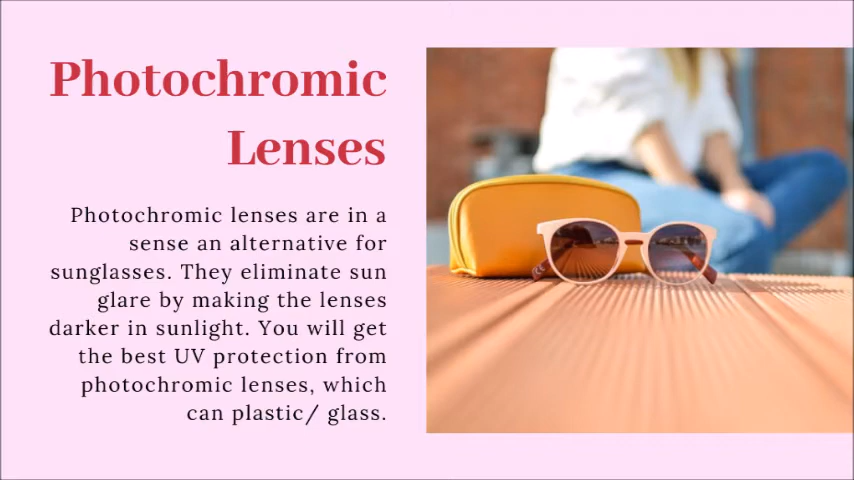 Photochromic
Lenses
Photochromic lenses are in a
sense an alternative for
sunglasses. They eliminate sun
glare by making the lenses
darker in sunlight. You will get
the best UV protection from
photochromic lenses, which
can plastic/ glass.